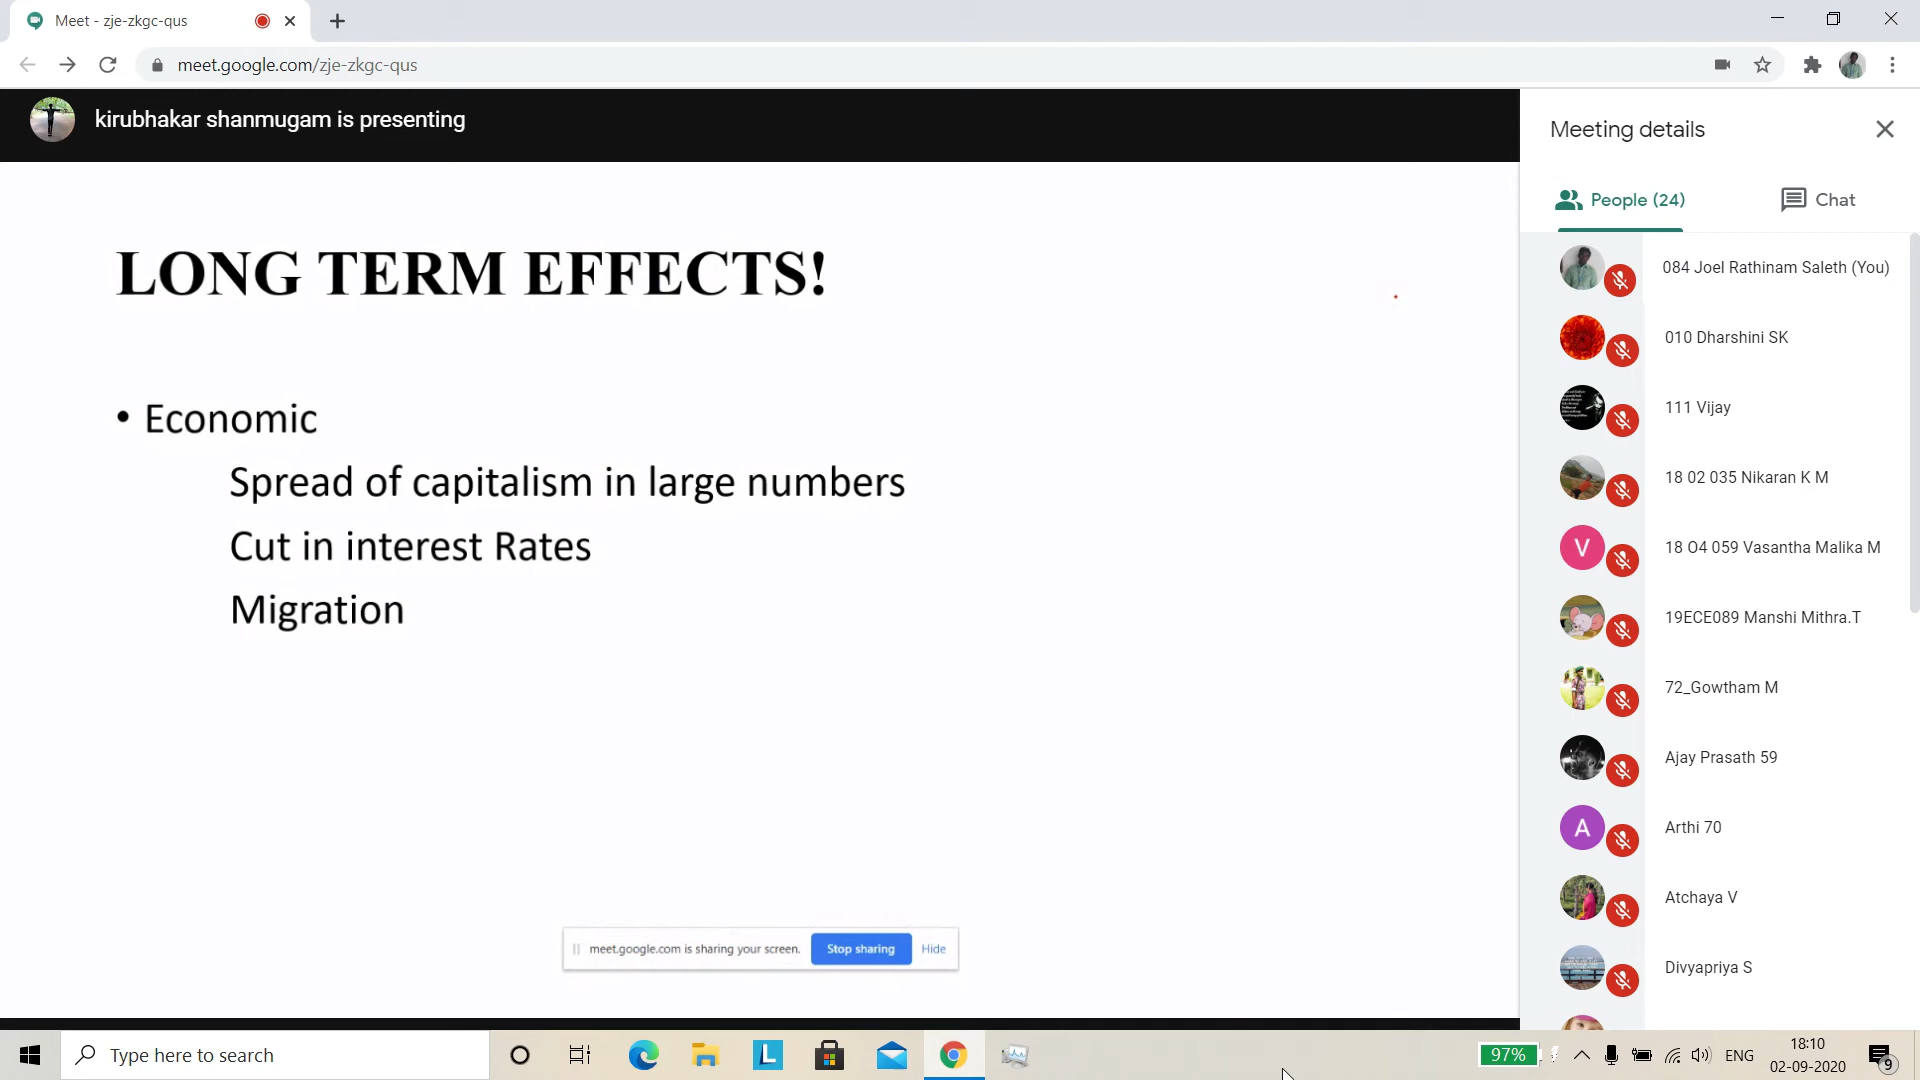 Meet - zje-zkgc-qus
meet.google.com/zje-zkgc-qus
kirubhakar shanmugam is presenting
LONG TERM EFFECTS!
• Economic
Spread of capitalism in large numbers
Cut in interest Rates
Migration
meet.google.com is sharing your screen. Stop sharing Hide
Meeting details
People (24) Chat
084 Joel Rathinam Saleth (You)
010 Dharshini SK
111 Vijay
18 02 035 Nikaran K M
V 18 O4 059 Vasantha Malika M
19ECE089 Manshi Mithra.T
72_Gowtham M
Ajay Prasath 59
A Arthi 70
Atchaya V
Divyapriya S
Type here to search
L
97%
ENG
18:10
02-09-2020
9